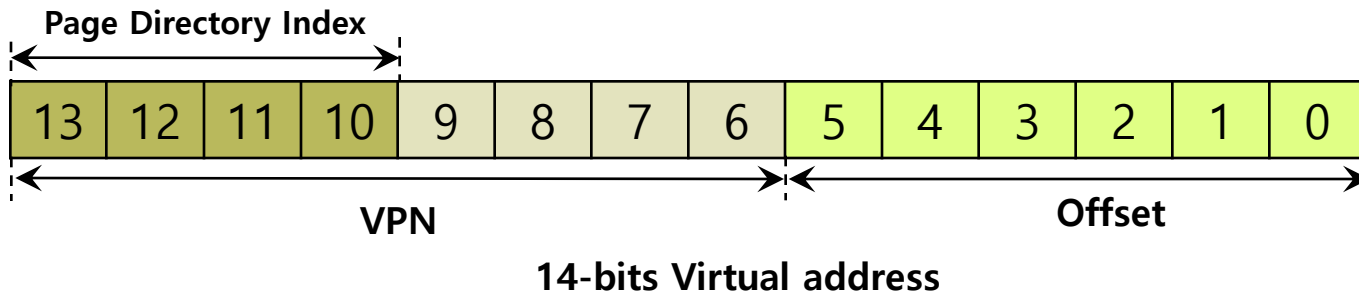 Page Directory Index
13 12 11 10 9 8 7 6 5 4 3 2 1 0
VPN
Offset
14-bits Virtual address